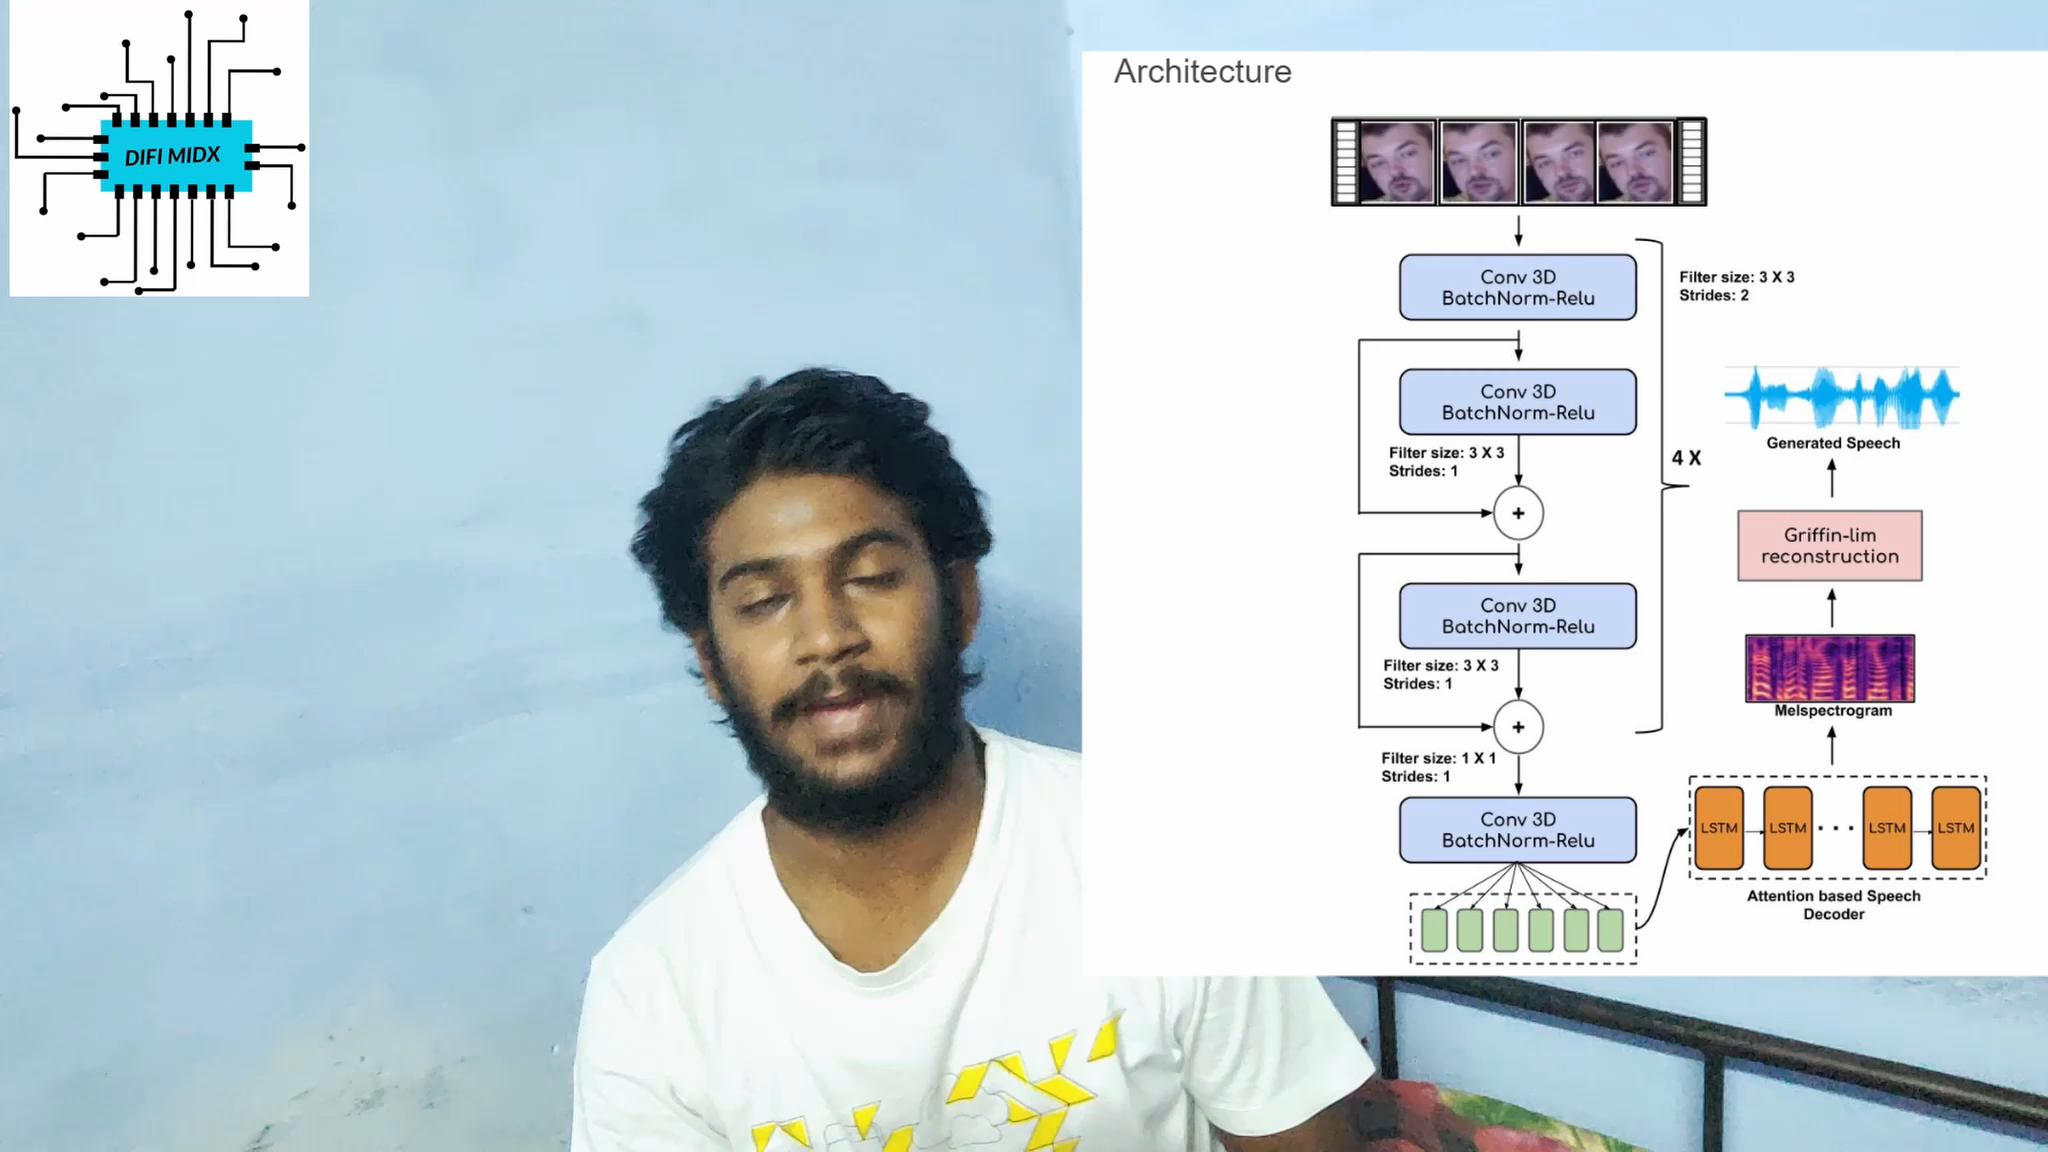 DIFI MIDX
Architecture
Conv 3D
BatchNorm-Relu
Filter size: 3 X 3
Strides: 2
Conv 3D
BatchNorm-Relu
Filter size: 3 X 3
Strides: 1
+
4 X
Conv 3D
BatchNorm-Relu
Filter size: 3 X 3
Strides: 1
+
Filter size: 1 X 1
Strides: 1
Conv 3D
BatchNorm-Relu
LSTM
LSTM
LSTM
LSTM
Attention based Speech
Decoder
Melspectrogram
Griffin-lim
reconstruction
Generated Speech